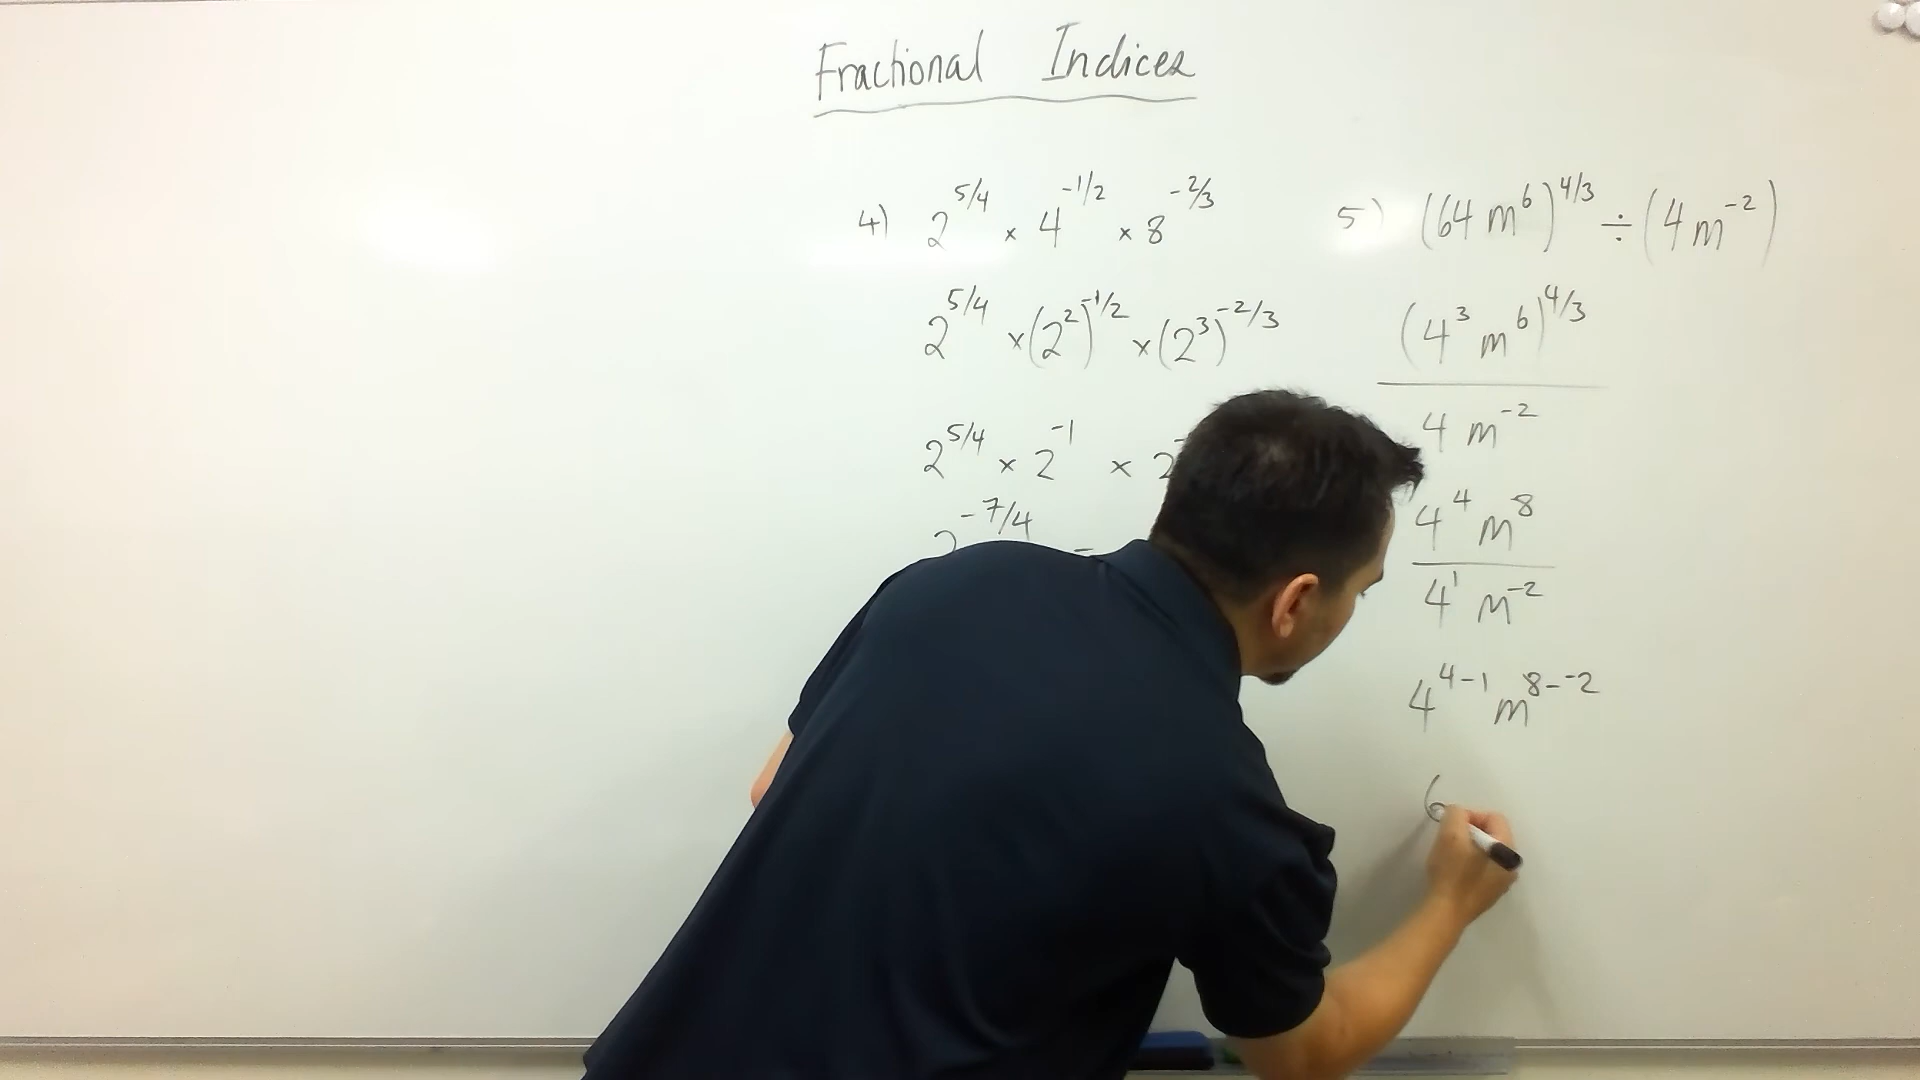 Fractional Indices
4) 2^5/4 × 4^-1/2 × 8^-2/3
2^5/4 × (2^2)^-1/2 × (2^3)^-2/3
2^5/4 × 2^-1 × 2^-
2^-7/4 =
5) (64 m^6)^4/3 ÷ (4 m^-2)
(4^3 m^6)^4/3
4 m^-2
4^4 m^8
4^1 m^-2
4^4-1 m^8--2
6